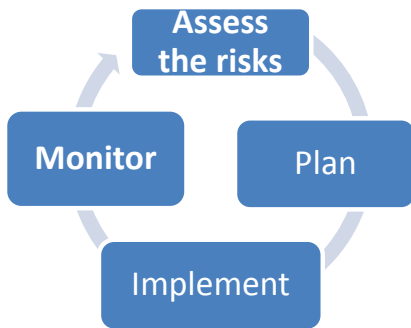 Assess
the risks
Plan
Implement
Monitor